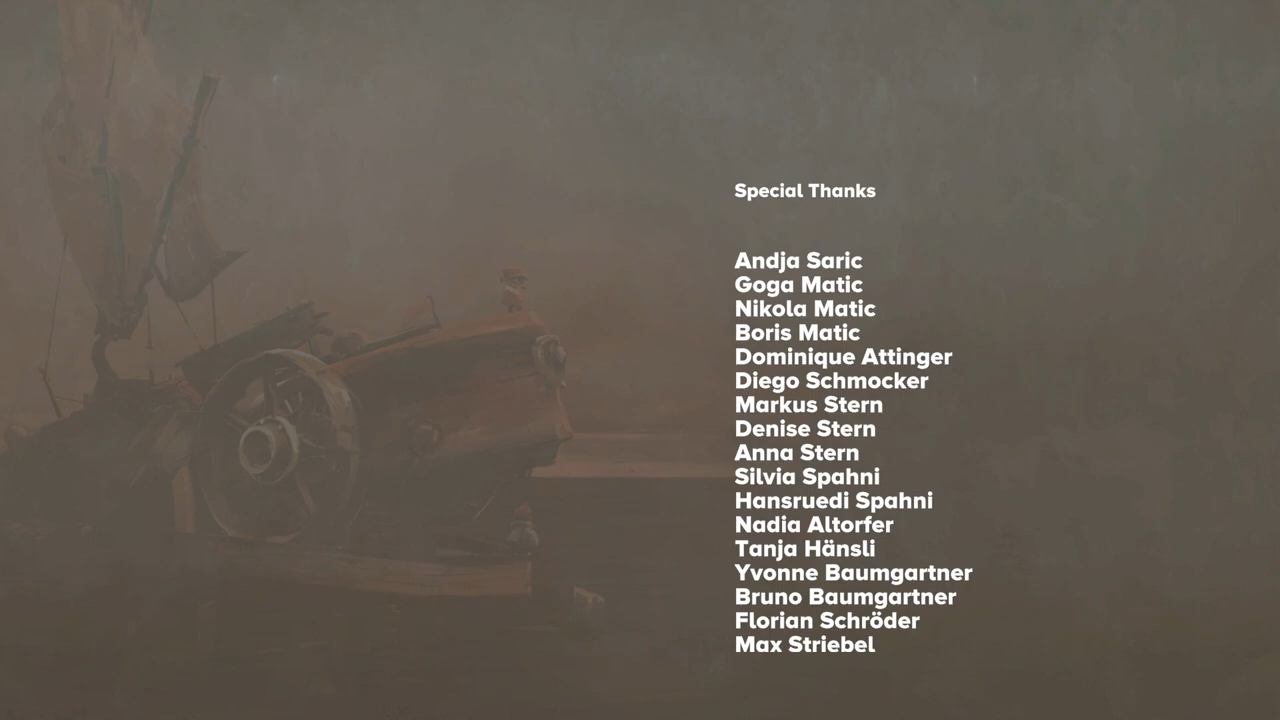 Special Thanks
Andja Saric
Goga Matic
Nikola Matic
Boris Matic
Dominique Attinger
Diego Schmocker
Markus Stern
Denise Stern
Anna Stern
Silvia Spahni
Hansruedi Spahni
Nadia Altorfer
Tanja Hänsli
Yvonne Baumgartner
Bruno Baumgartner
Florian Schröder
Max Striebel